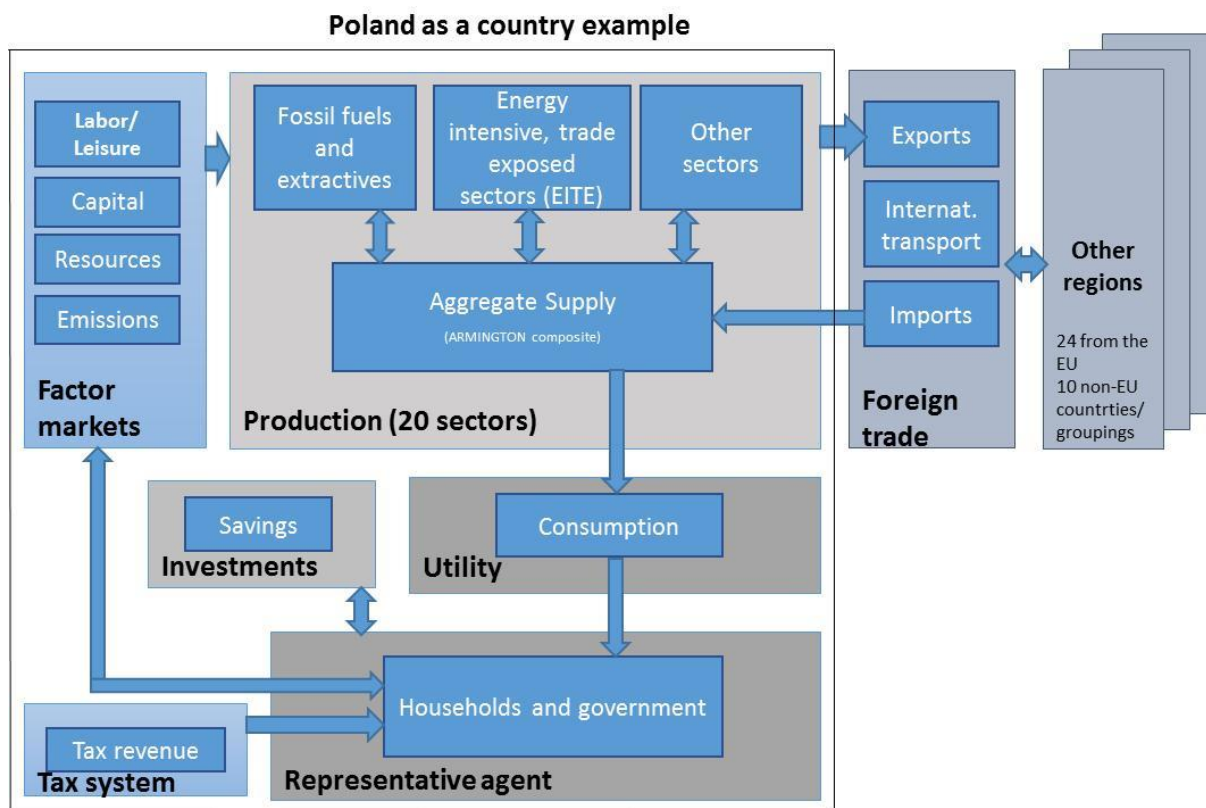 Poland as a country example
Labor/
Leisure
Capital
Resources
Emissions
Factor
markets
Fossil fuels
and
extractives
Energy
intensive, trade
exposed
sectors (EITE)
Other
sectors
Aggregate Supply
(ARMINGTON composite)
Production (20 sectors)
Exports
Internat.
transport
Imports
Foreign
trade
Other
regions
24 from the
EU
10 non-EU
countrties/
groupings
Savings
Investments
Consumption
Utility
Households and government
Representative agent
Tax revenue
Tax system